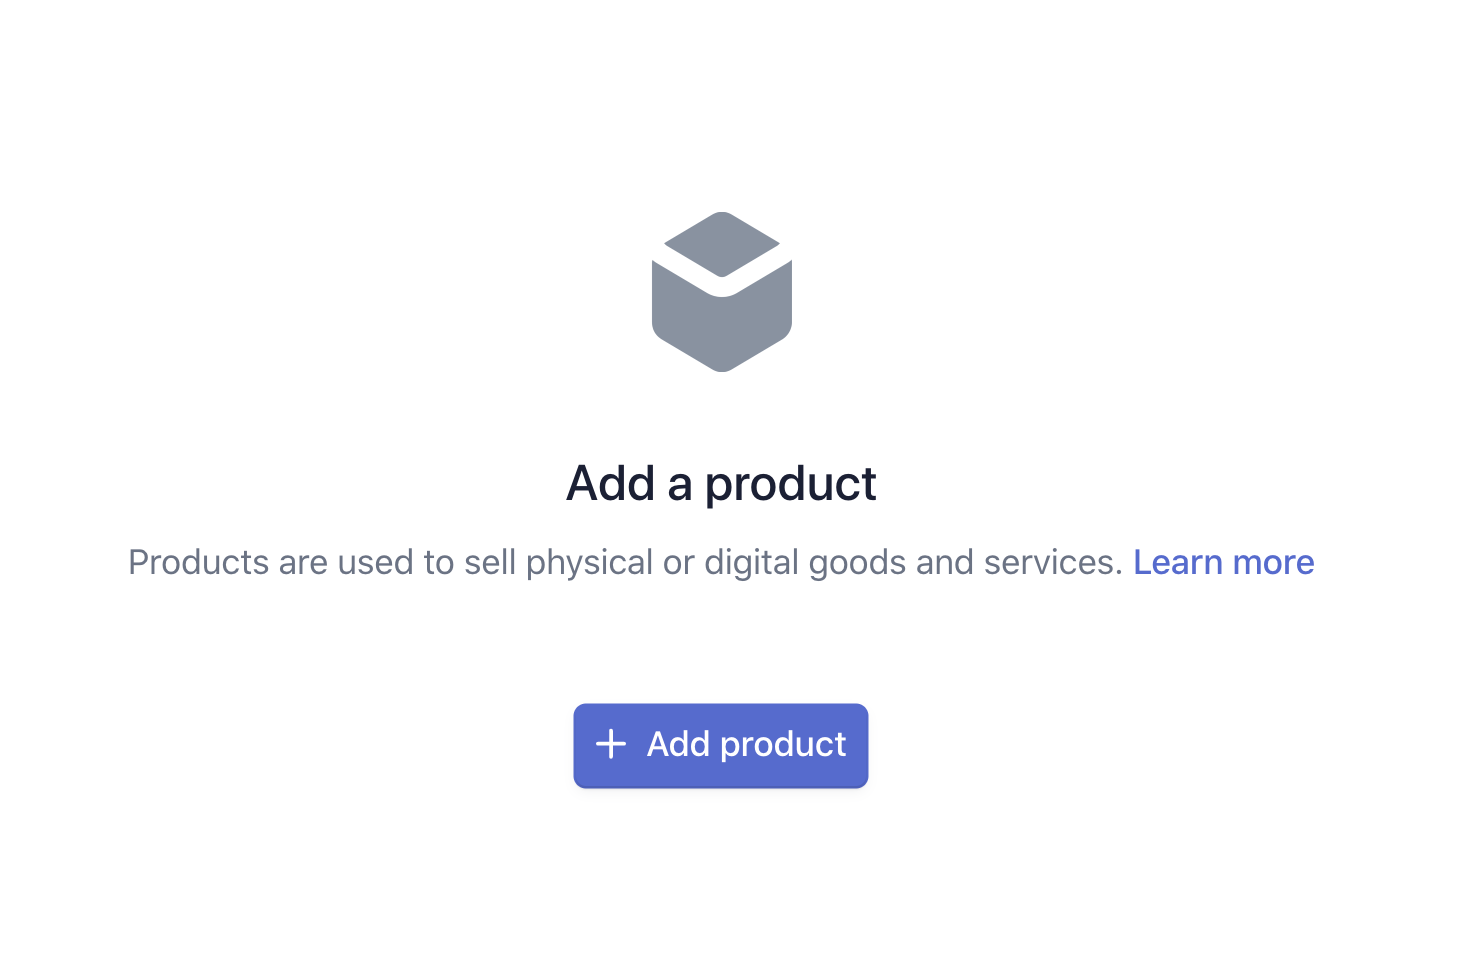 Add a product
Products are used to sell physical or digital goods and services. Learn more
Add product